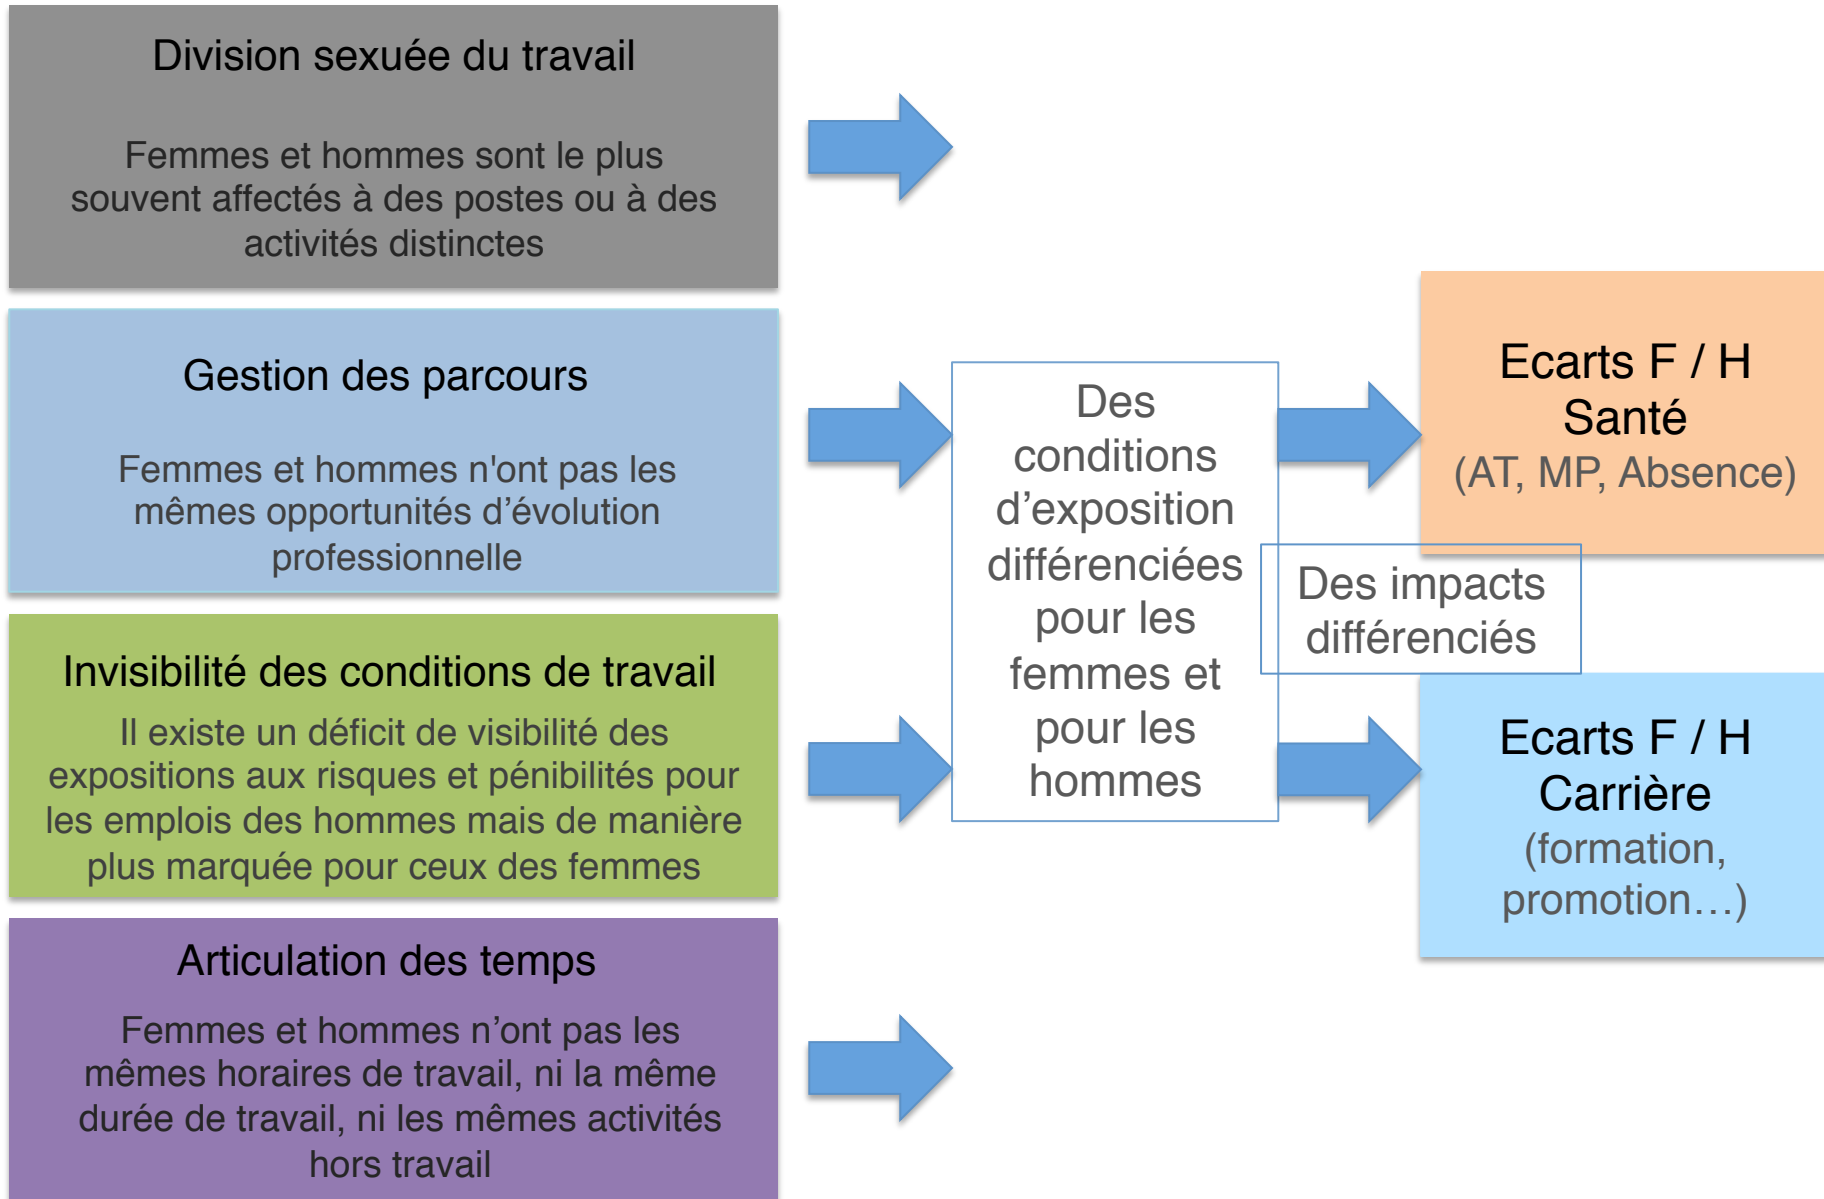 Division sexuée du travail
Femmes et hommes sont le plus
souvent affectés à des postes ou à des
activités distinctes
Gestion des parcours
Femmes et hommes n'ont pas les
mêmes opportunités d’évolution
professionnelle
Invisibilité des conditions de travail
Il existe un déficit de visibilité des
expositions aux risques et pénibilités pour
les emplois des hommes mais de manière
plus marquée pour ceux des femmes
Articulation des temps
Femmes et hommes n’ont pas les
mêmes horaires de travail, ni la même
durée de travail, ni les mêmes activités
hors travail
Des
conditions
d’exposition
différenciées
pour les
femmes et
pour les
hommes
Des impacts
différenciés
Ecarts F / H
Santé
(AT, MP, Absence)
Ecarts F / H
Carrière
(formation,
promotion…)